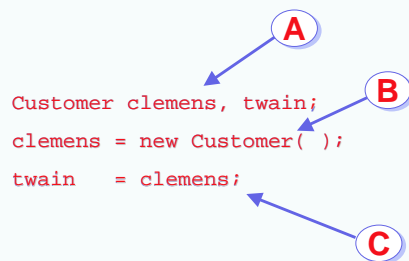 A
Customer clemens, twain;
B
clemens = new Customer( );
twain   = clemens;
C